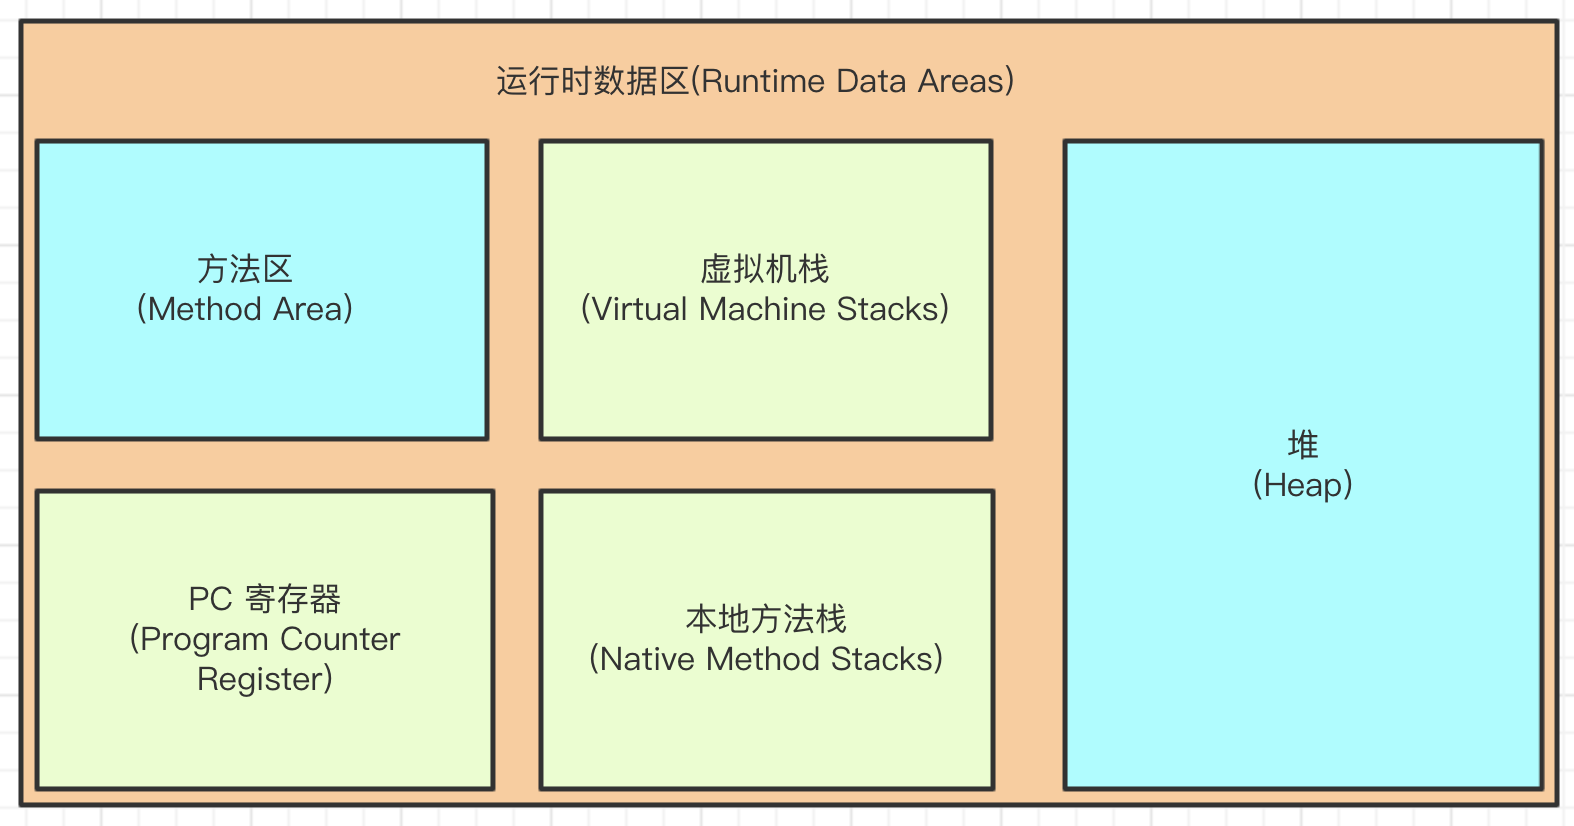 运行时数据区(Runtime Data Areas)
方法区
(Method Area)
虚拟机栈
(Virtual Machine Stacks)
堆
(Heap)
PC 寄存器
(Program Counter
Register)
本地方法栈
(Native Method Stacks)